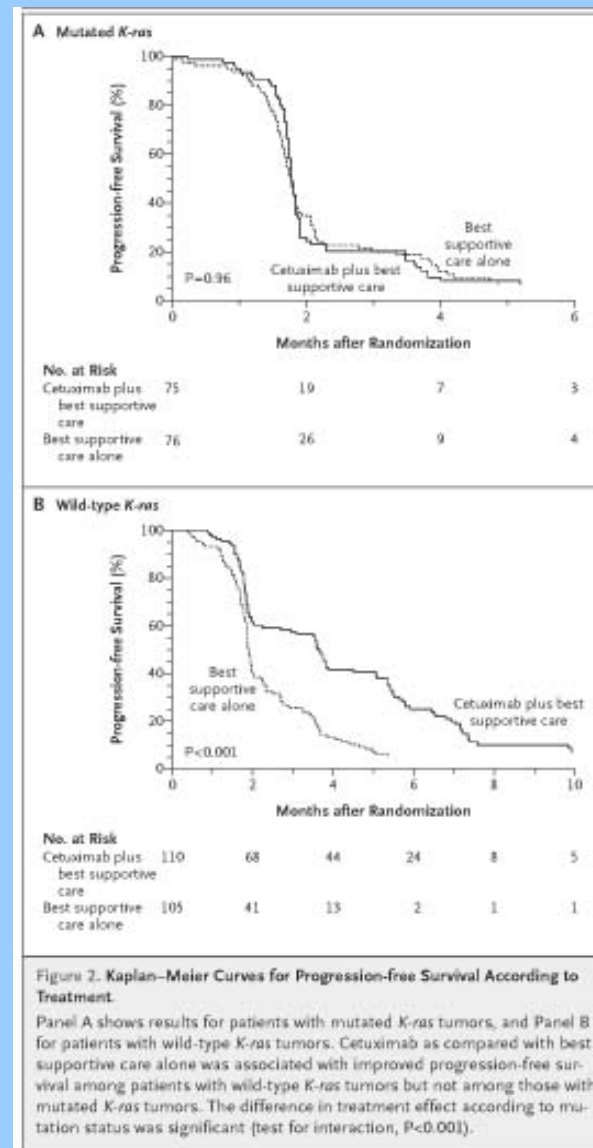 A Mutated K-ras
Progression-free Survival (%)
100
80
60
40
20
0
P=0.96
Cetuximab plus best
supportive care
Best
supportive
care alone
0 2 4 6
Months after Randomization
No. at Risk
Cetuximab plus 75 19 7 3
best supportive
care
Best supportive 76 26 9 4
care alone
B Wild-type K-ras
Progression-free Survival (%)
100
80
60
40
20
0
Best
supportive
care alone
Cetuximab plus best
supportive care
P<0.001
0 2 4 6 8 10
Months after Randomization
No. at Risk
Cetuximab plus 110 68 44 24 8 5
best supportive
care
Best supportive 105 41 13 2 1 1
care alone
Figure 2. Kaplan–Meier Curves for Progression-free Survival According to
Treatment.
Panel A shows results for patients with mutated K-ras tumors, and Panel B
for patients with wild-type K-ras tumors. Cetuximab as compared with best
supportive care alone was associated with improved progression-free sur-
vival among patients with wild-type K-ras tumors but not among those with
mutated K-ras tumors. The difference in treatment effect according to mu-
tation status was significant (test for interaction, P<0.001).